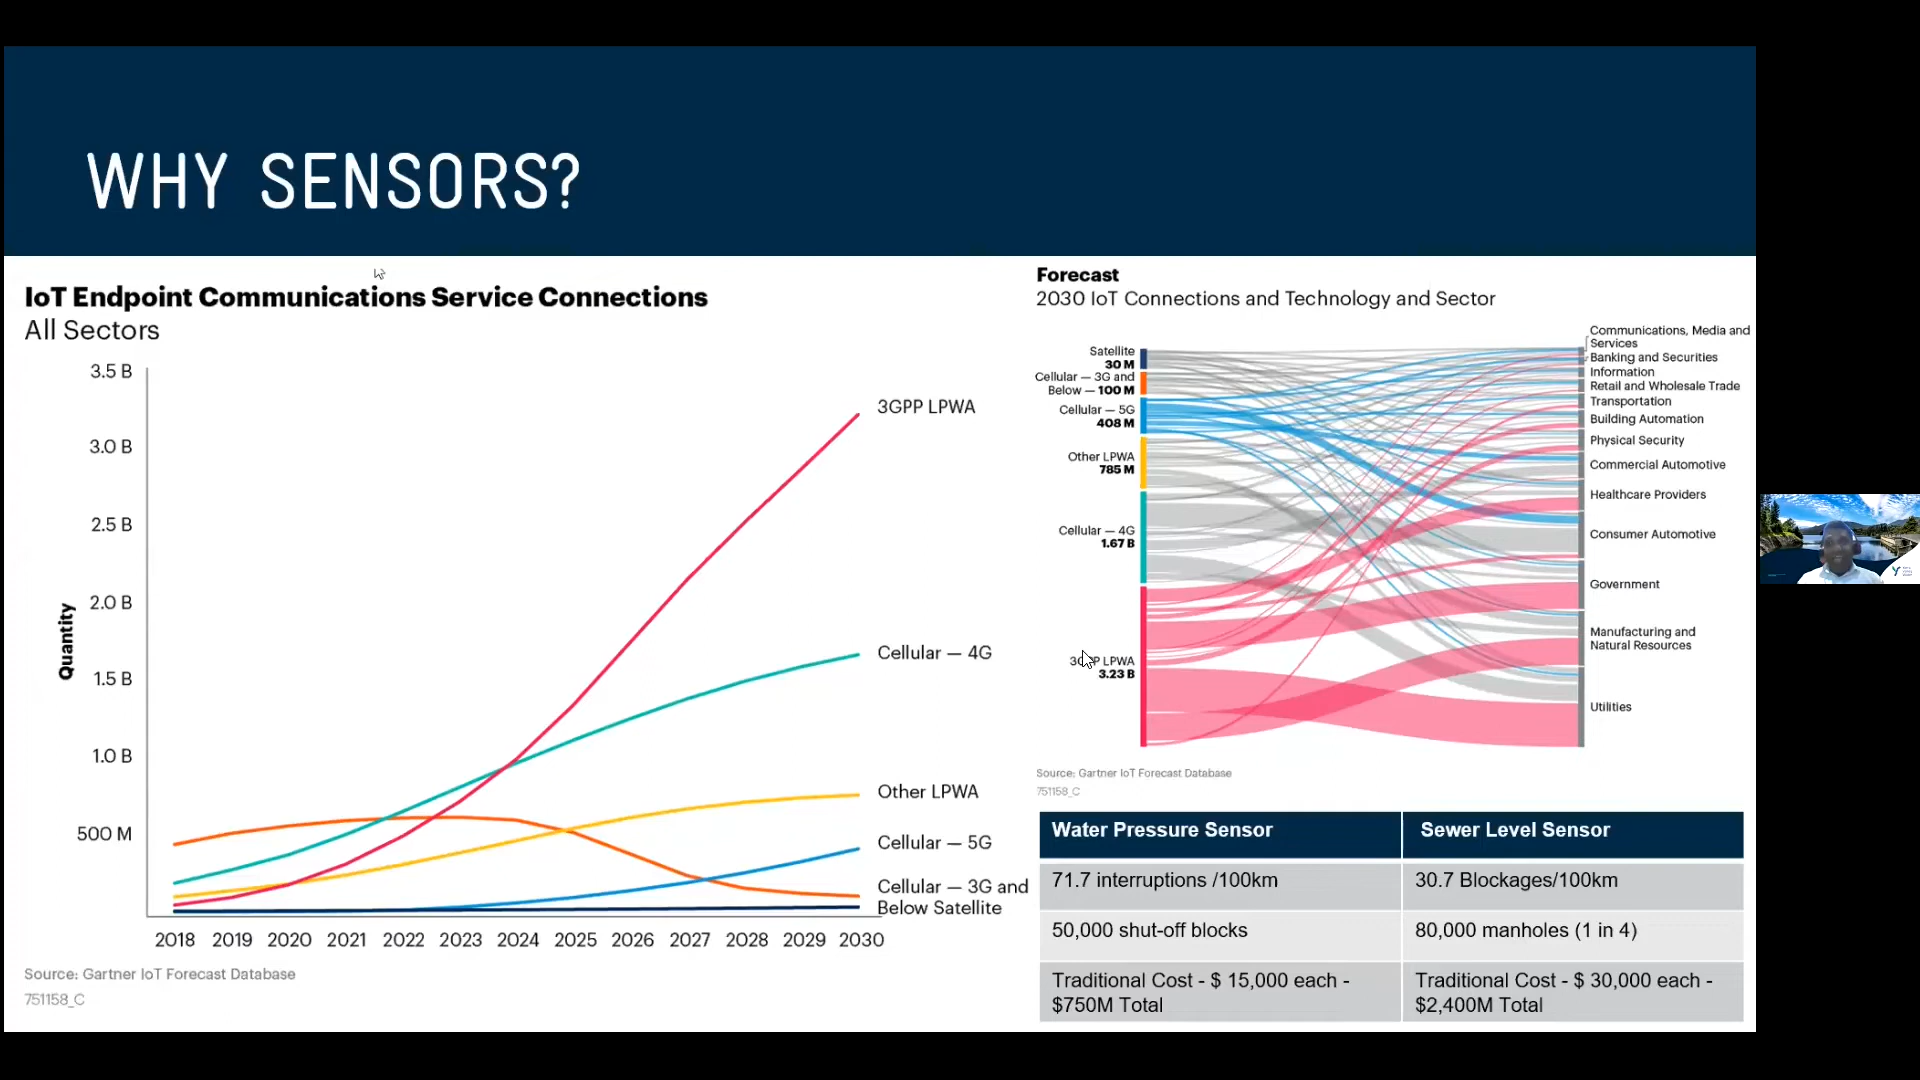 WHY SENSORS?
IoT Endpoint Communications Service Connections
All Sectors
3.5 B
3.0 B
2.5 B
2.0 B
1.5 B
1.0 B
500 M
Quantity
3GPP LPWA
Cellular — 4G
Other LPWA
Cellular — 5G
Cellular — 3G and
Below Satellite
2018 2019 2020 2021 2022 2023 2024 2025 2026 2027 2028 2029 2030
Source: Gartner IoT Forecast Database
751158_C
Forecast
2030 IoT Connections and Technology and Sector
Satellite
30 M
Cellular — 3G and
Below — 100 M
Cellular — 5G
408 M
Other LPWA
785 M
Cellular — 4G
1.67 B
3GPP LPWA
3.23 B
Communications, Media and
Services
Banking and Securities
Information
Retail and Wholesale Trade
Transportation
Building Automation
Physical Security
Commercial Automotive
Healthcare Providers
Consumer Automotive
Government
Manufacturing and
Natural Resources
Utilities
Source: Gartner IoT Forecast Database
751158_C
Water Pressure Sensor
Sewer Level Sensor
71.7 interruptions /100km
30.7 Blockages/100km
50,000 shut-off blocks
80,000 manholes (1 in 4)
Traditional Cost - $ 15,000 each -
$750M Total
Traditional Cost - $ 30,000 each -
$2,400M Total